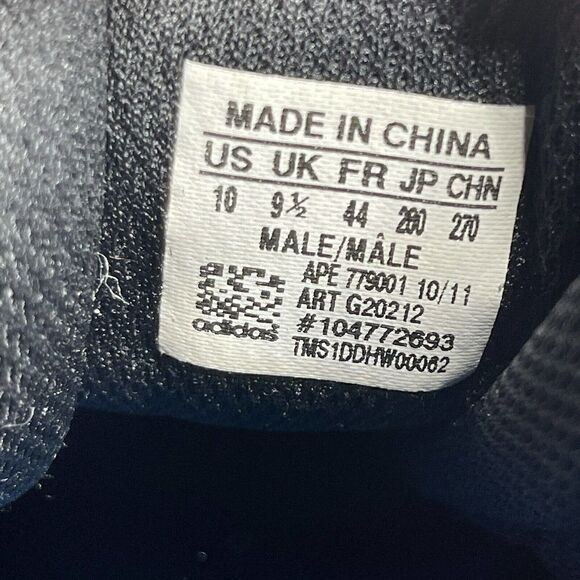 MADE IN CHINA
US UK FR JP CHN
10 9½ 44 280 270
MALE/MÂLE
APE 779001 10/11
ART G20212
#104772693
adidas TMS1DDHW00062